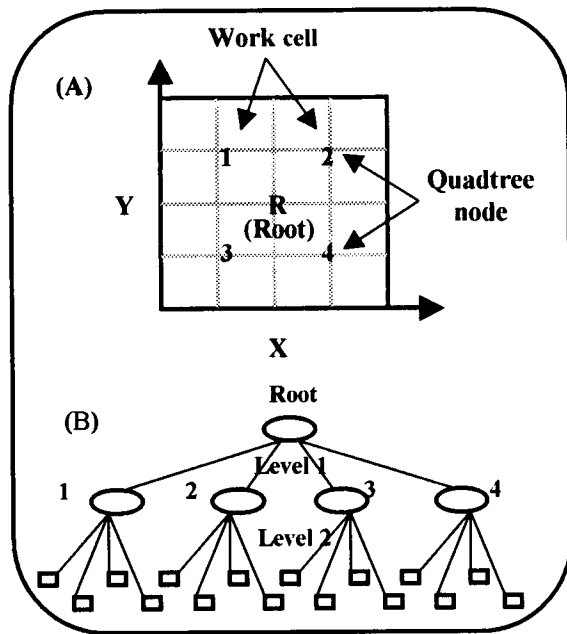 Work cell
(A)
1 2
Y
R
(Root)
Quadtree
node
3 4
X
Root
(B)
Level 1
1 2 3 4
Level 2